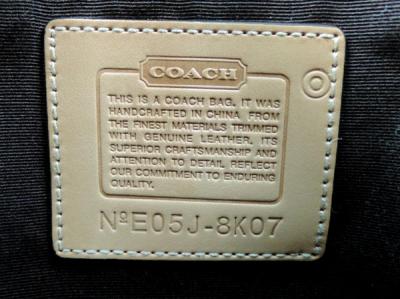 COACH
THIS IS A COACH BAG. IT WAS
HANDCRAFTED IN CHINA FROM
THE FINEST MATERIALS TRIMMED
WITH GENUINE LEATHER. ITS
SUPERIOR CRAFTSMANSHIP AND
ATTENTION TO DETAIL REFLECT
OUR COMMITMENT TO ENDURING
QUALITY.
NºE05J-8K07